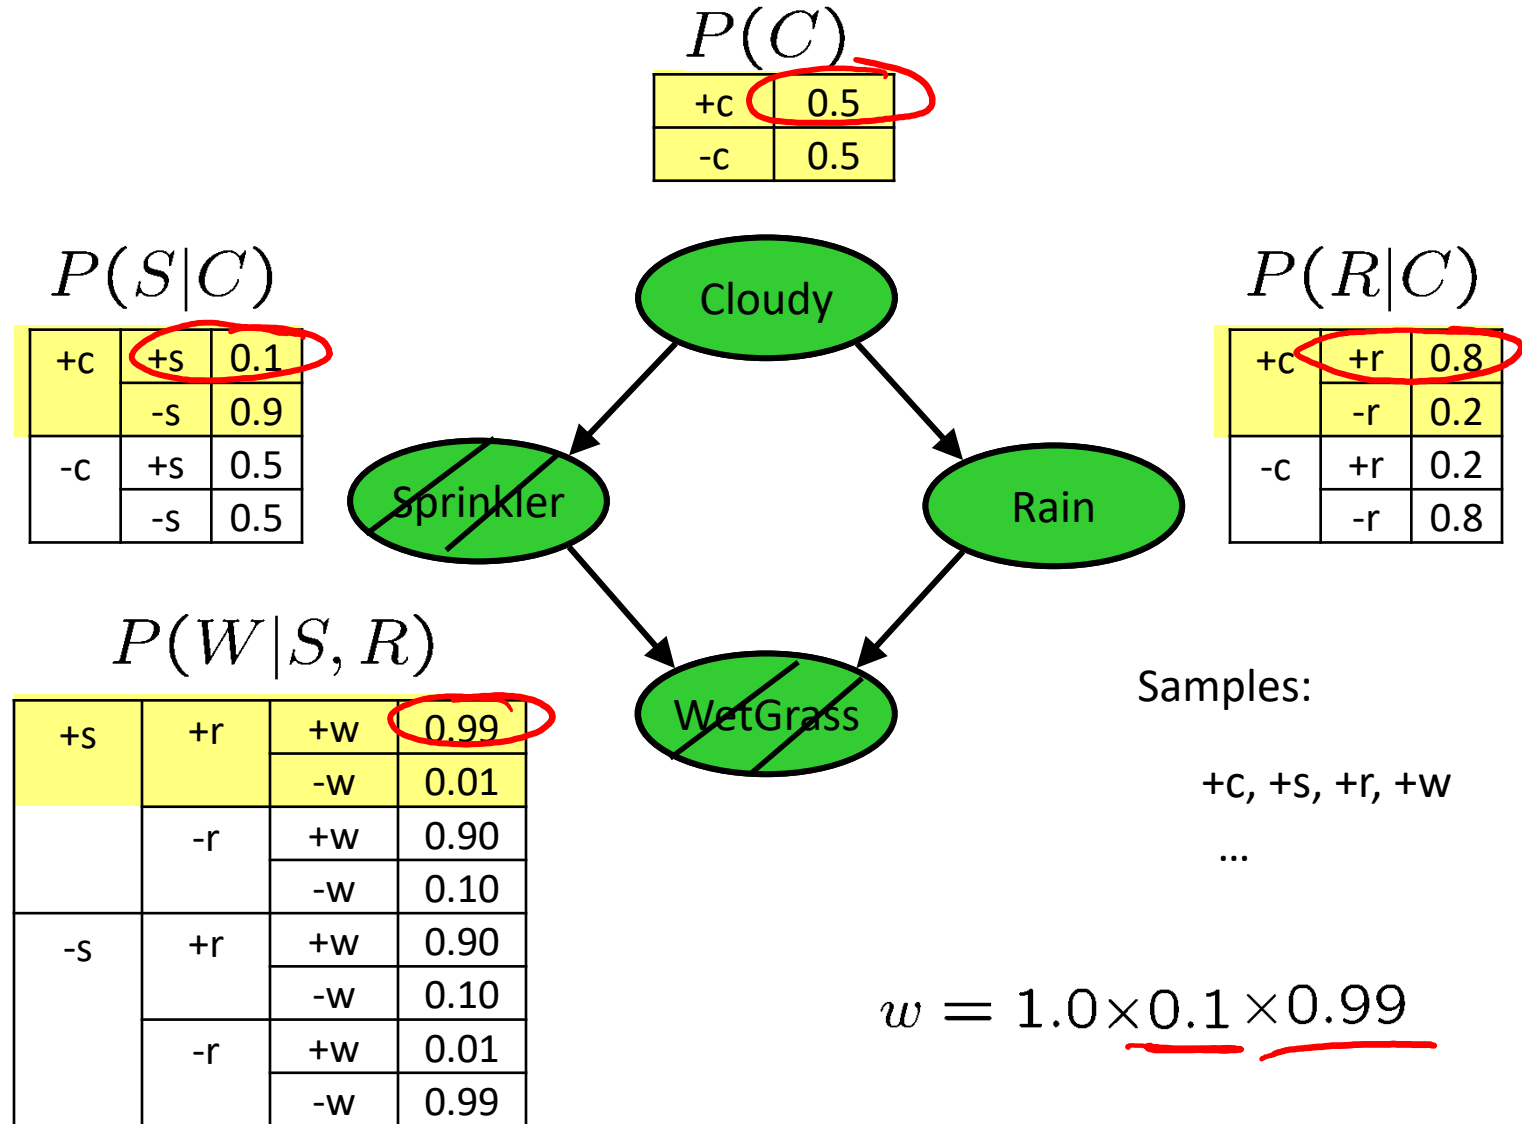 P(C)
+c 0.5
-c 0.5
P(S|C)
+c +s 0.1
-s 0.9
-c +s 0.5
-s 0.5
Cloudy
P(R|C)
+c +r 0.8
-r 0.2
-c +r 0.2
-r 0.8
Sprinkler
Rain
P(W|S, R)
+s +r +w 0.99
-w 0.01
-r +w 0.90
-w 0.10
-s +r +w 0.90
-w 0.10
-r +w 0.01
-w 0.99
WetGrass
Samples:
+c, +s, +r, +w
...
w = 1.0 × 0.1 × 0.99